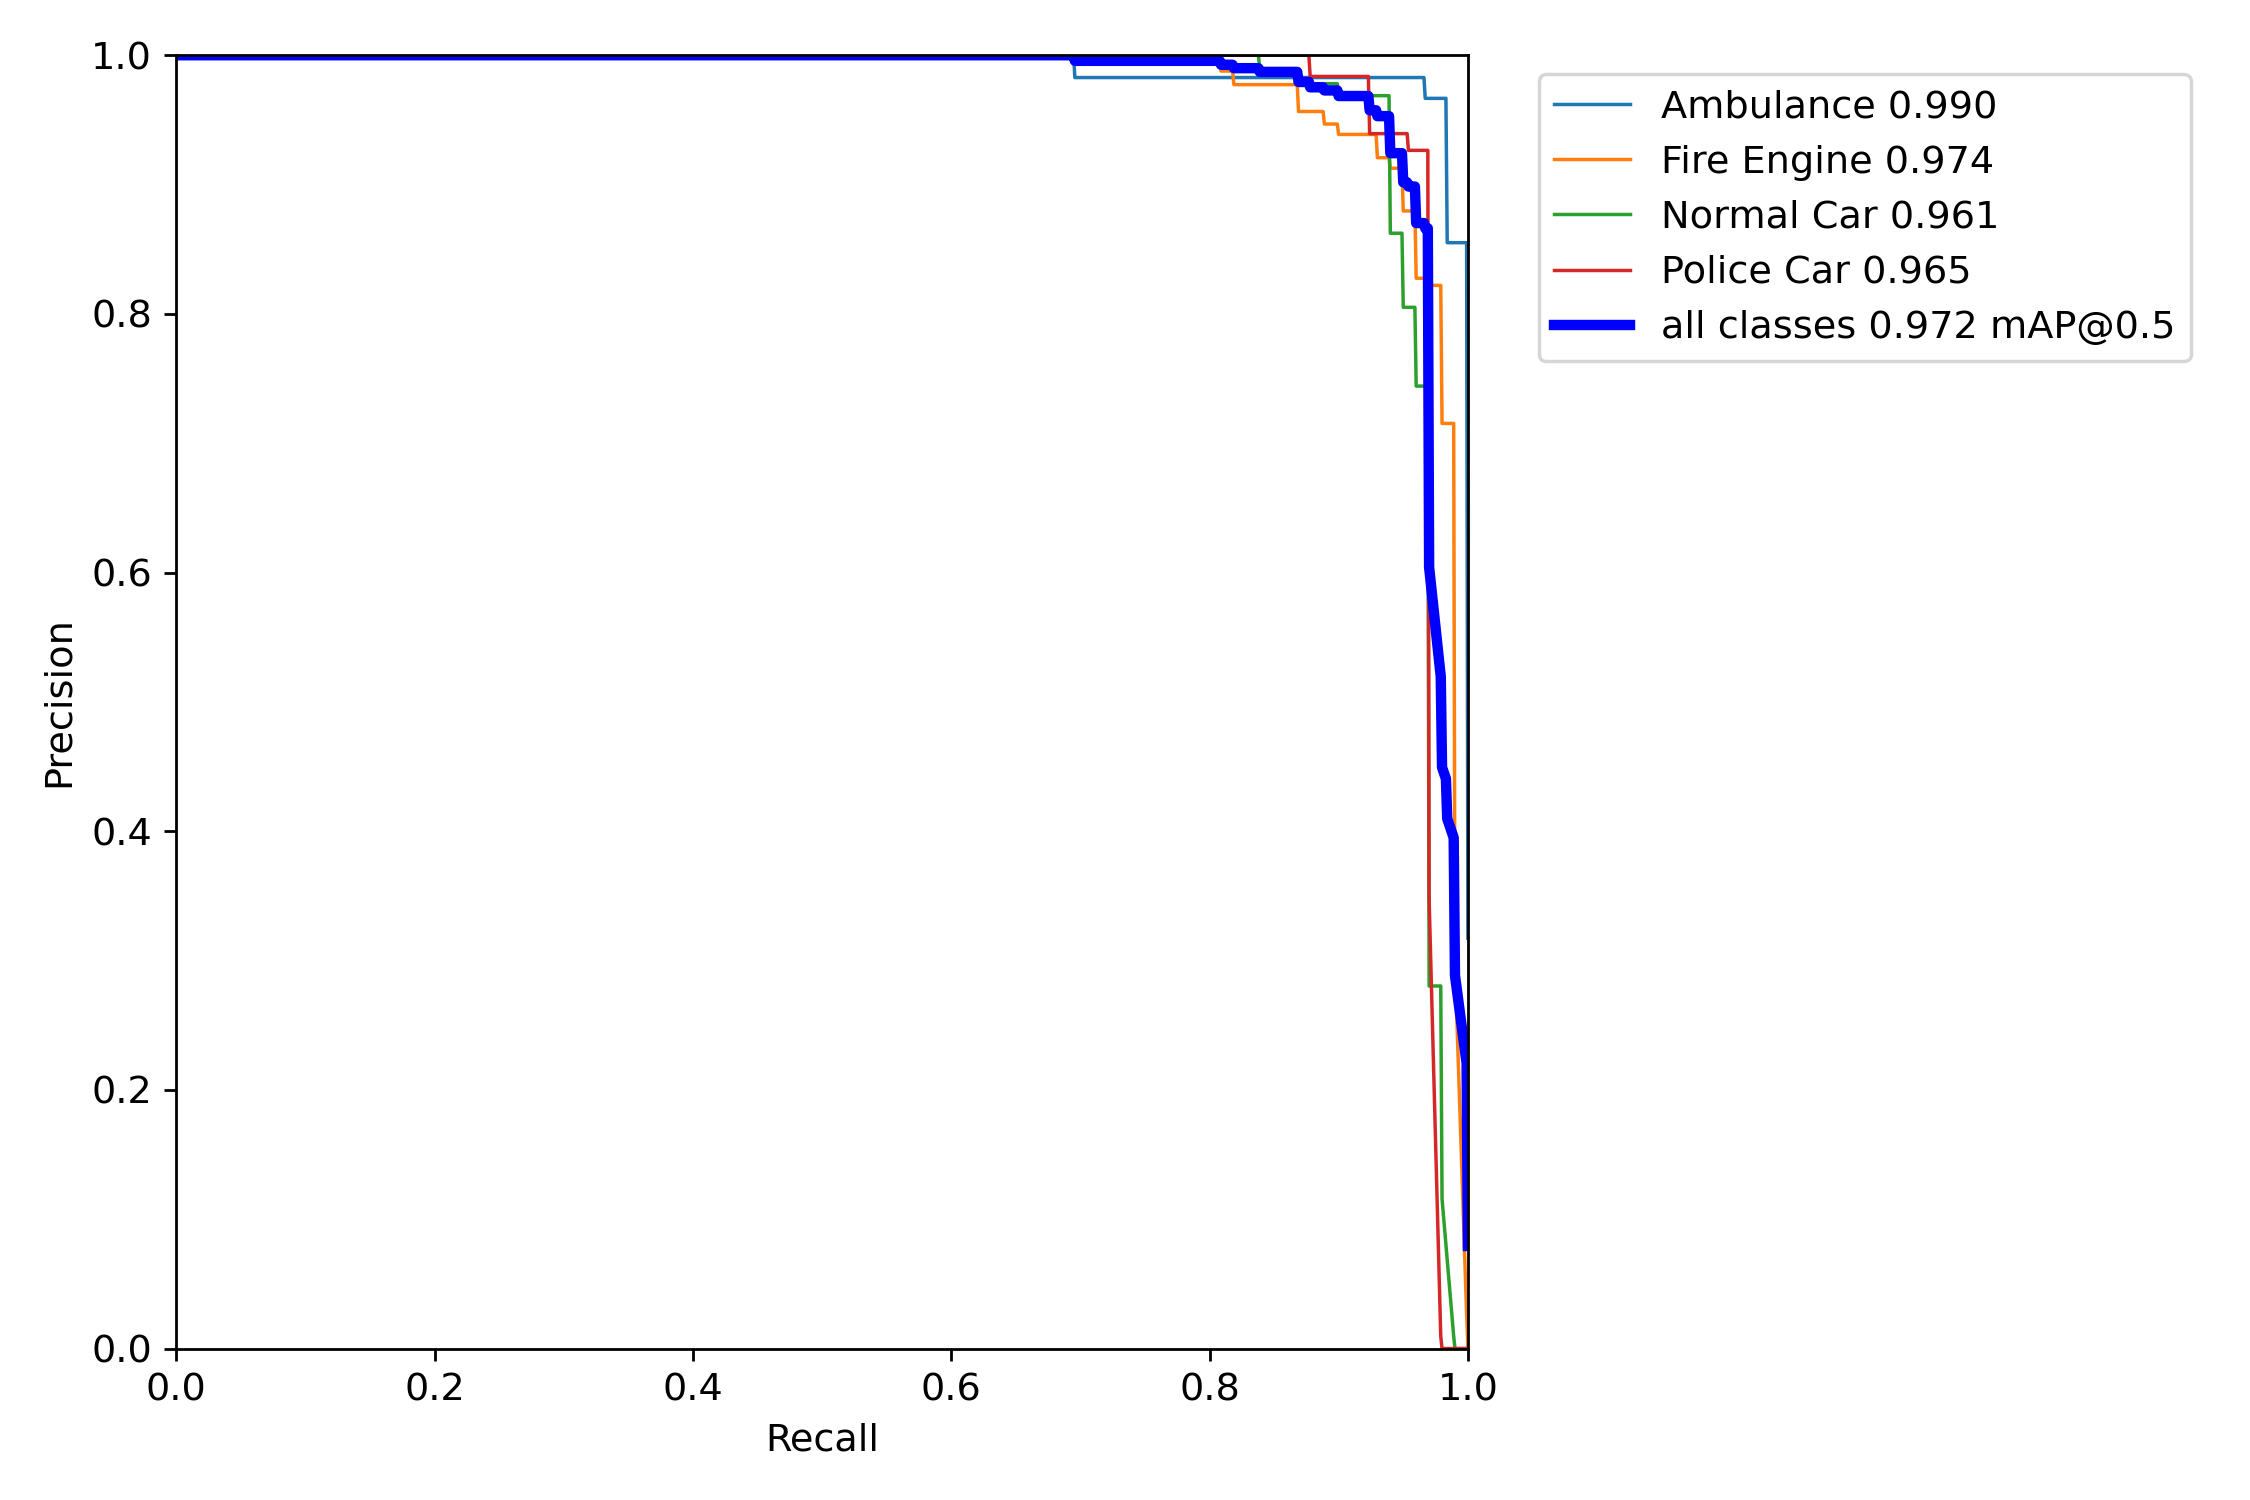 1.0
0.8
0.6
0.4
0.2
0.0
Precision
0.0 0.2 0.4 0.6 0.8 1.0
Recall
Ambulance 0.990
Fire Engine 0.974
Normal Car 0.961
Police Car 0.965
all classes 0.972 mAP@0.5